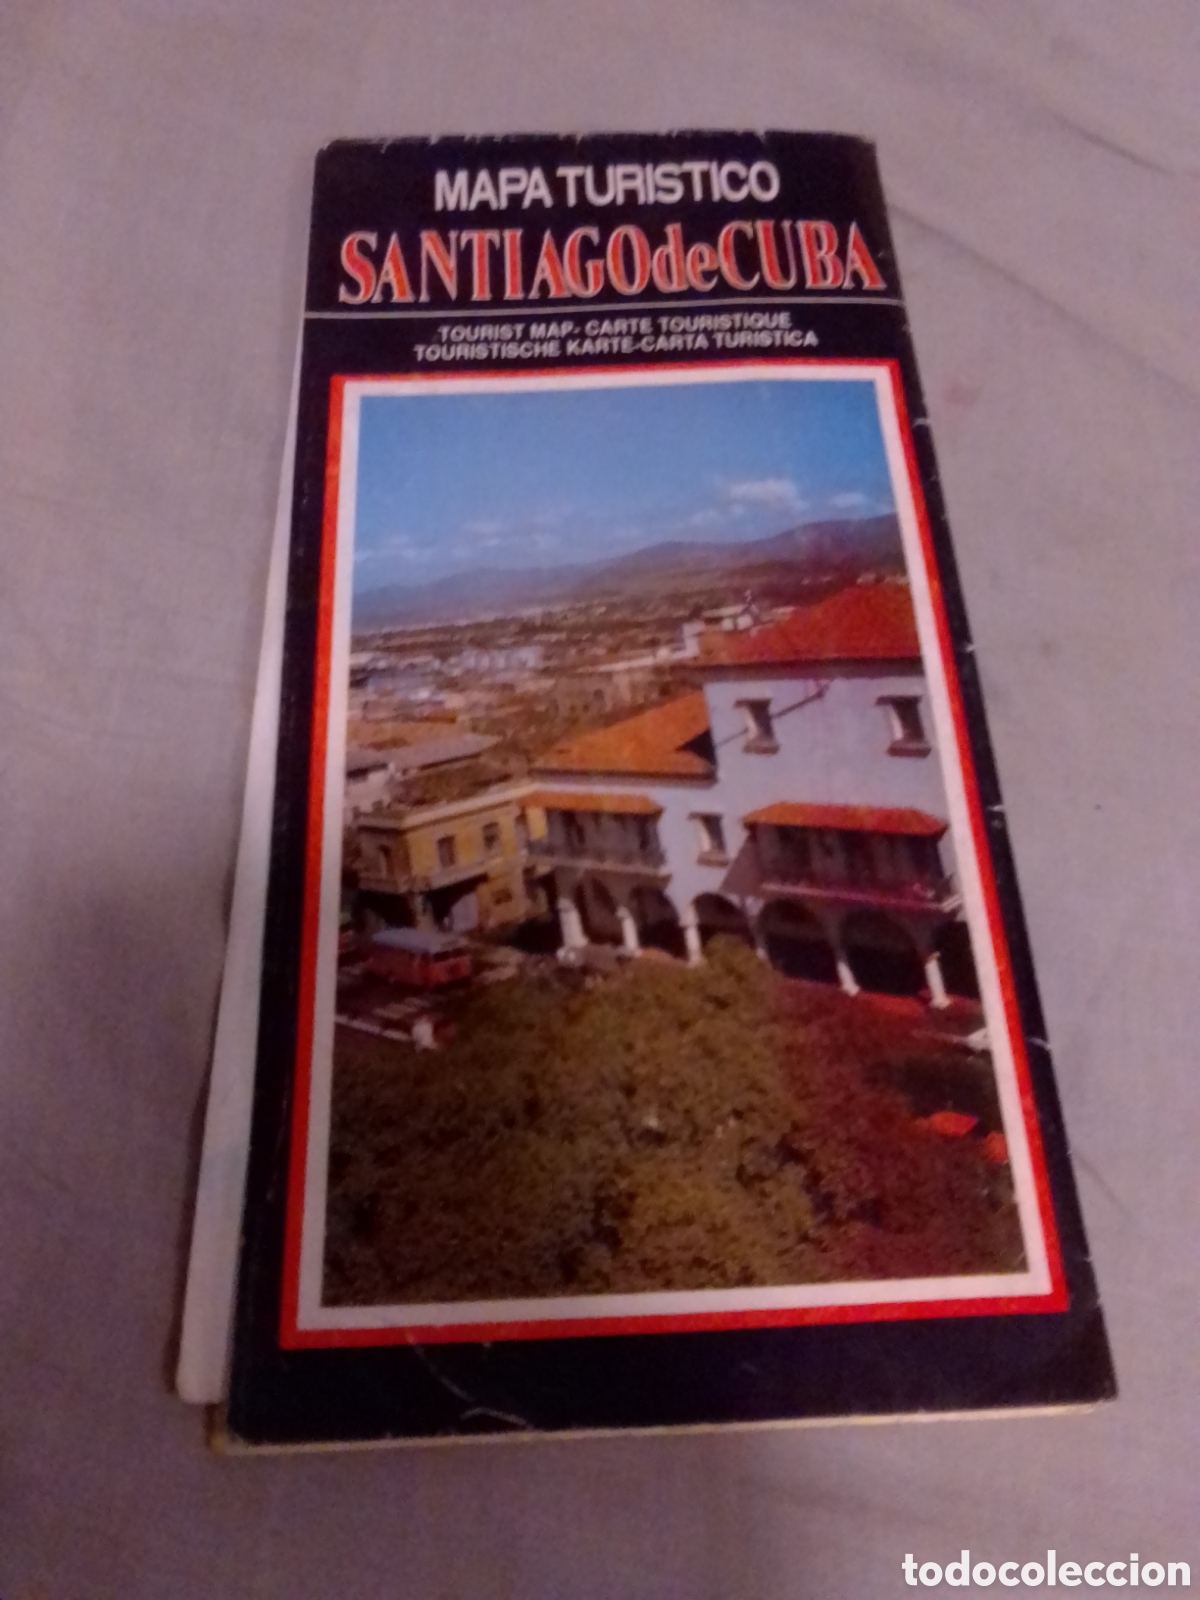 MAPA TURISTICO
SANTIAGOdeCUBA
TOURIST MAP- CARTE TOURISTIQUE
TOURISTISCHE KARTE-CARTA TURISTICA
todocoleccion